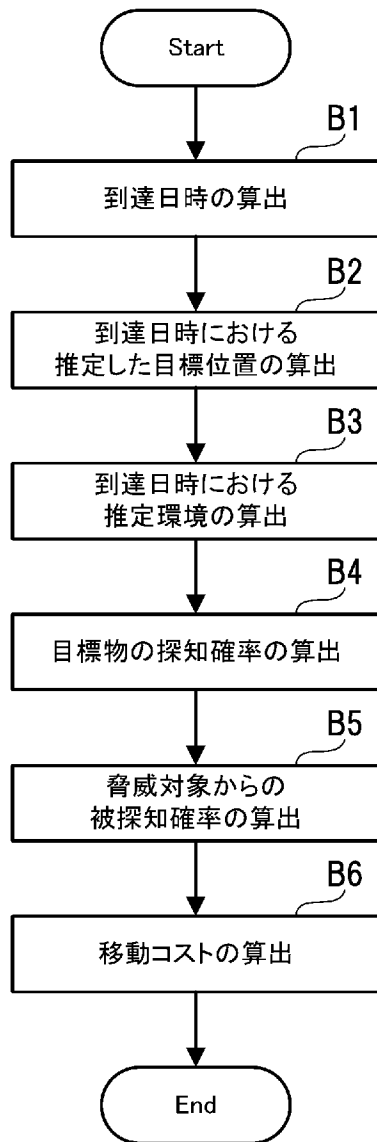 Start
B1
到達日時の算出
B2
到達日時における
推定した目標位置の算出
B3
到達日時における
推定環境の算出
B4
目標物の探知確率の算出
B5
脅威対象からの
被探知確率の算出
B6
移動コストの算出
End